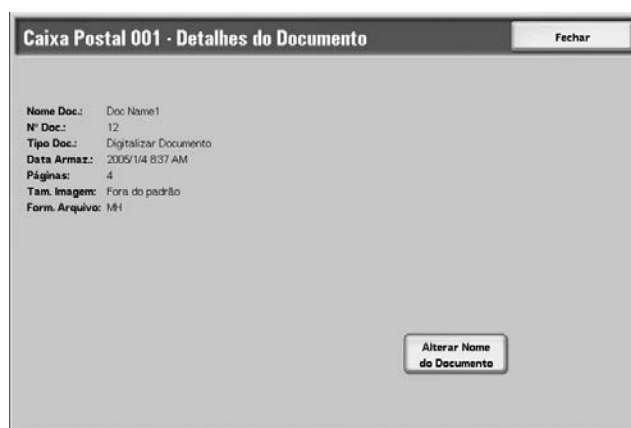 Caixa Postal 001 - Detalhes do Documento
Fechar
Nome Doc.: Doc Name1
Nº Doc.: 12
Tipo Doc.: Digitalizar Documento
Data Armaz.: 2005/1/4 8:37 AM
Páginas: 4
Tam. Imagem: Fora do padrão
Form. Arquivo: MH
Alterar Nome
do Documento